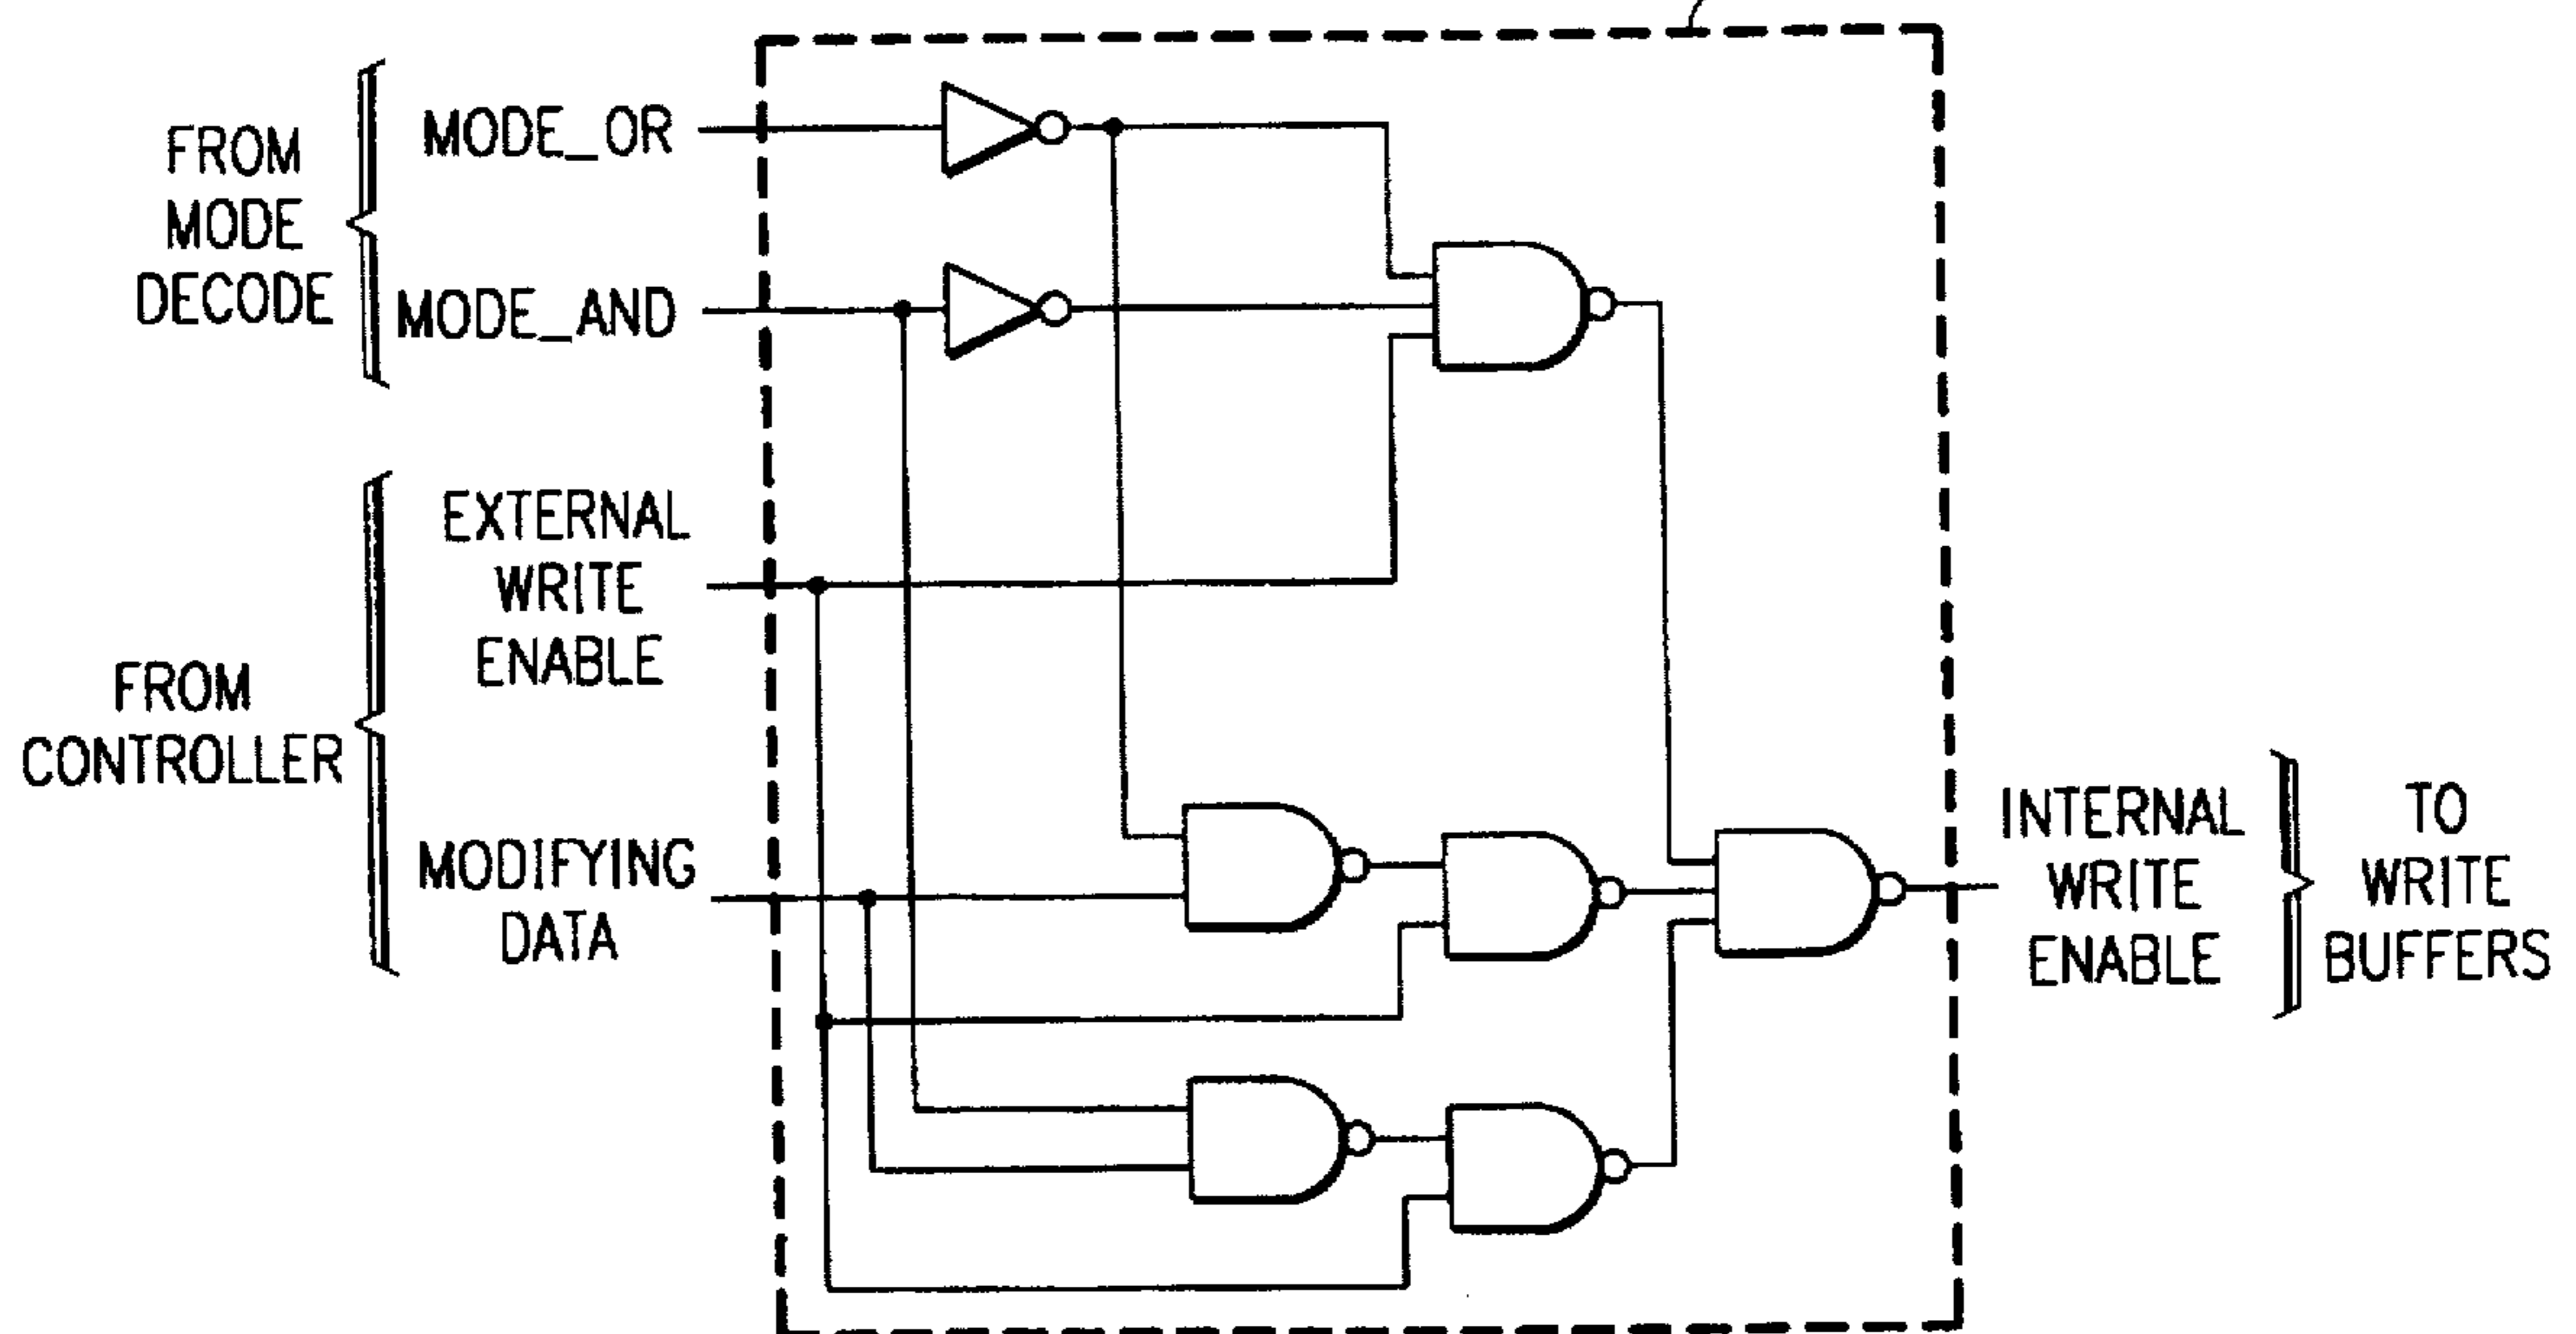 FROM
MODE
DECODE
MODE_OR
MODE_AND
FROM
CONTROLLER
EXTERNAL
WRITE
ENABLE
MODIFYING
DATA
INTERNAL
WRITE
ENABLE
TO
WRITE
BUFFERS